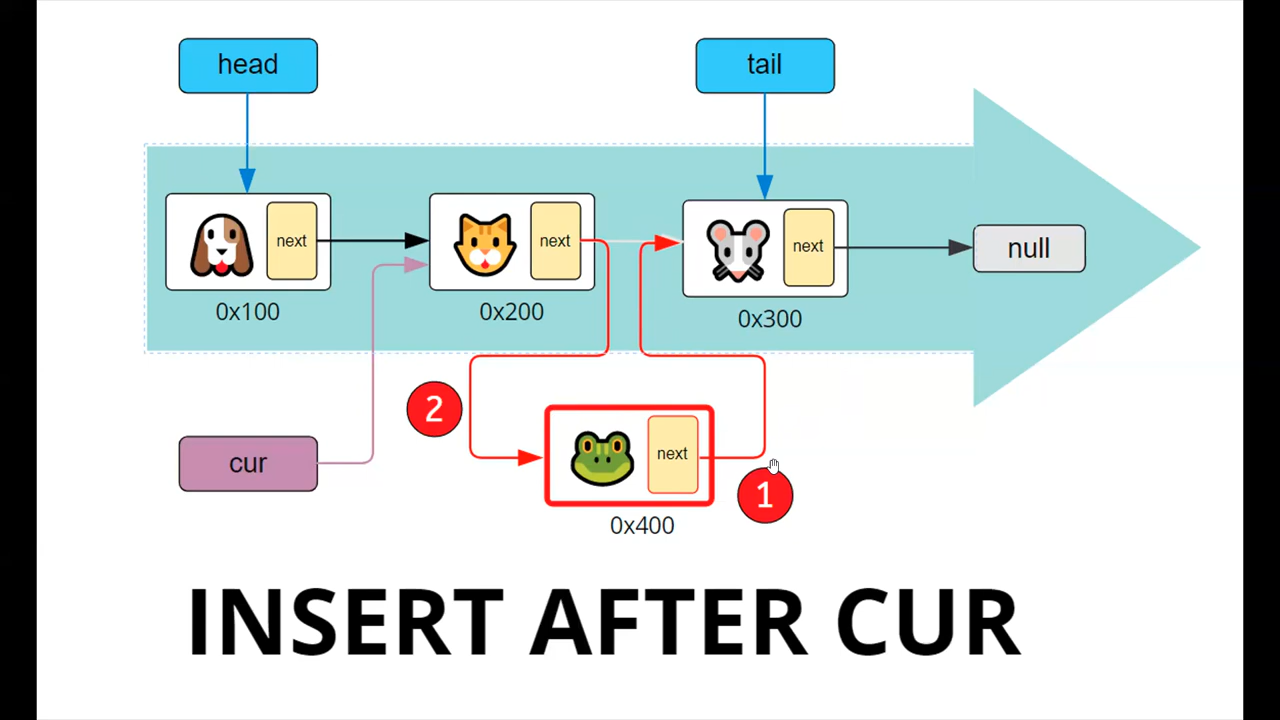 head
tail
next
next
next
null
0x100
0x200
0x300
2
cur
next
1
0x400
INSERT AFTER CUR